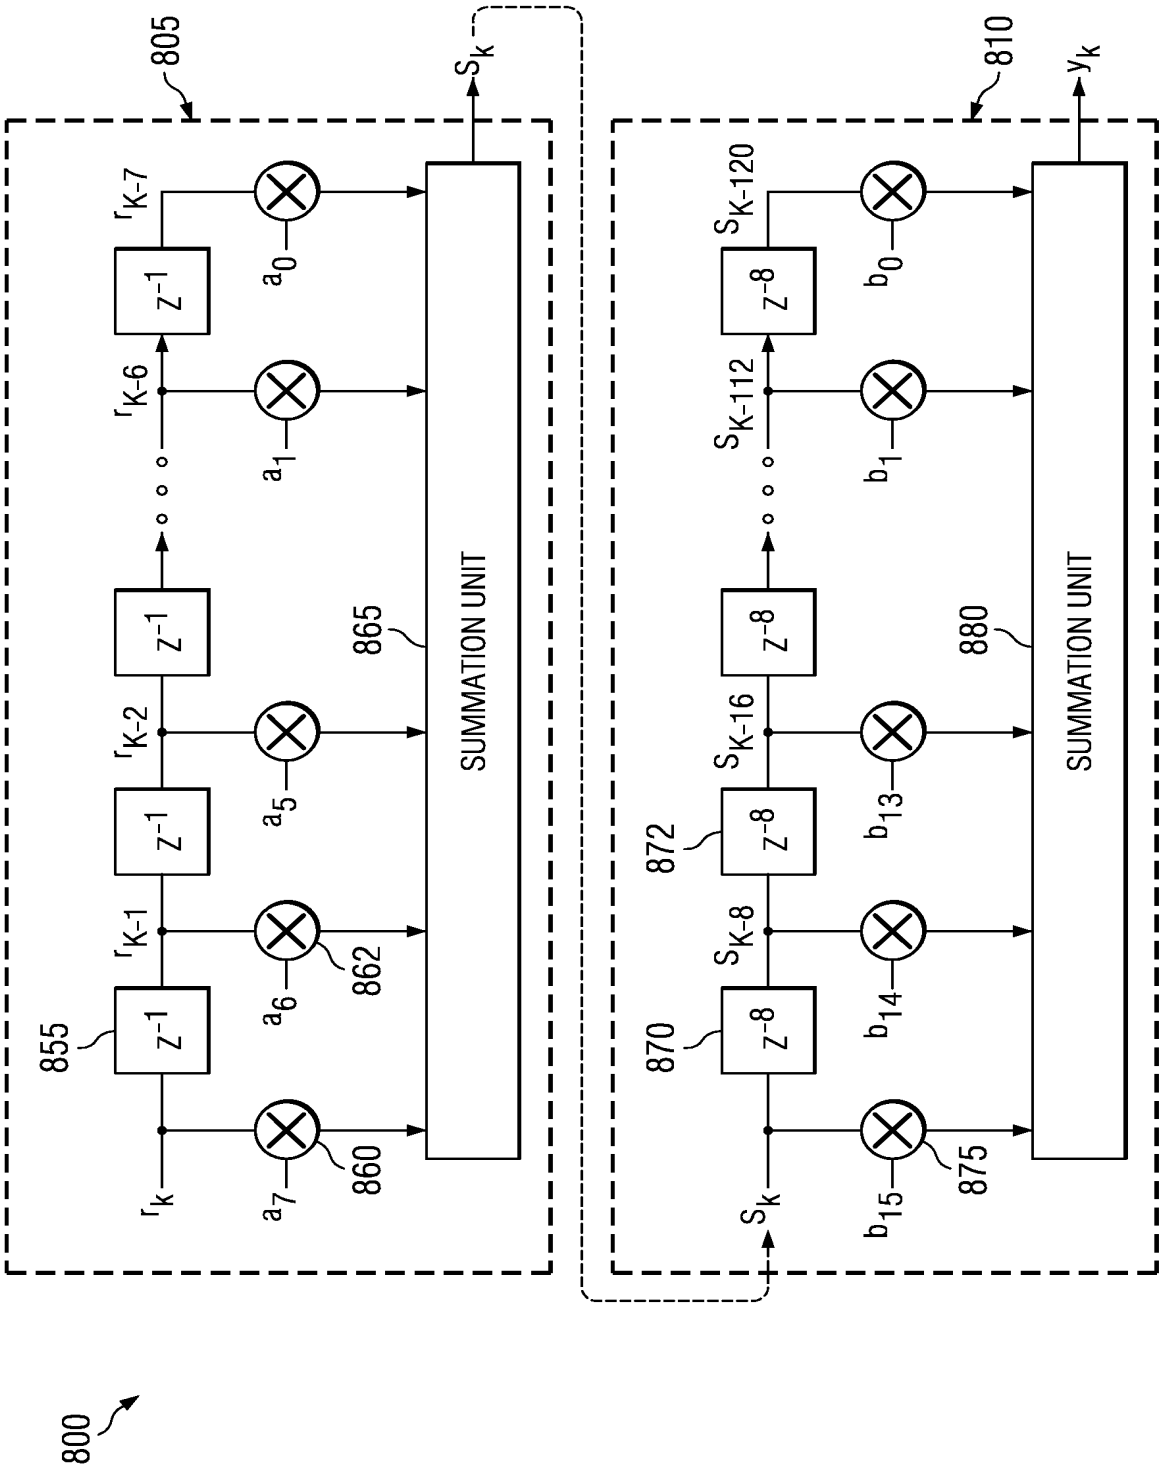 800
805
855
r_k
r_K-1
r_K-2
r_K-6
r_K-7
Z^-1
Z^-1
Z^-1
Z^-1
a_7
a_6
a_5
a_1
a_0
860
862
865
SUMMATION UNIT
S_k
810
870
872
S_k
S_K-8
S_K-16
S_K-112
S_K-120
Z^-8
Z^-8
Z^-8
Z^-8
b_15
b_14
b_13
b_1
b_0
875
880
SUMMATION UNIT
y_k